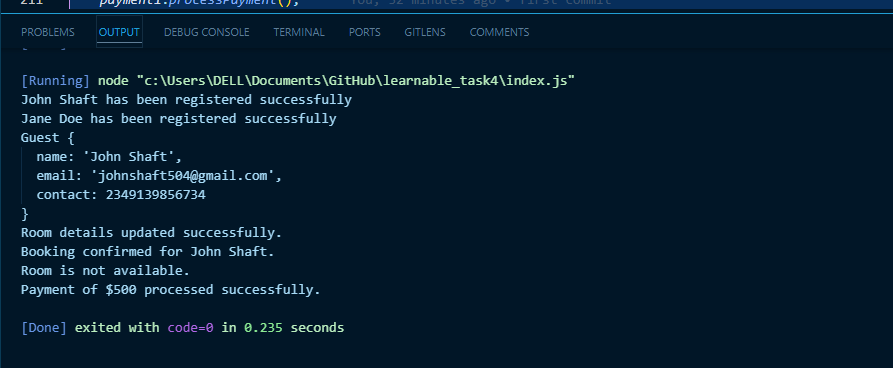 211 payment1.processPayment(); You, 52 minutes ago • first commit
PROBLEMS OUTPUT DEBUG CONSOLE TERMINAL PORTS GITLENS COMMENTS
[Running] node "c:\Users\DELL\Documents\GitHub\learnable_task4\index.js"
John Shaft has been registered successfully
Jane Doe has been registered successfully
Guest {
  name: 'John Shaft',
  email: 'johnshaft504@gmail.com',
  contact: 2349139856734
}
Room details updated successfully.
Booking confirmed for John Shaft.
Room is not available.
Payment of $500 processed successfully.
[Done] exited with code=0 in 0.235 seconds